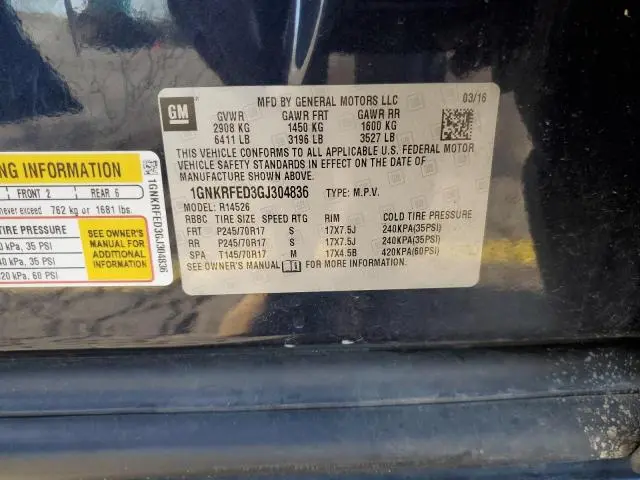 GM
MFD BY GENERAL MOTORS LLC
03/16
GVWR GAWR FRT GAWR RR
2908 KG 1450 KG 1600 KG
6411 LB 3196 LB 3527 LB
THIS VEHICLE CONFORMS TO ALL APPLICABLE U.S. FEDERAL MOTOR
VEHICLE SAFETY STANDARDS IN EFFECT ON THE DATE OF
MANUFACTURE SHOWN ABOVE.
1GNKRFED3GJ304836 TYPE: M.P.V.
MODEL: R14526
RBBC TIRE SIZE SPEED RTG RIM COLD TIRE PRESSURE
FRT P245/70R17 S 17X7.5J 240KPA(35PSI)
RR P245/70R17 S 17X7.5J 240KPA(35PSI)
SPA T145/70R17 M 17X4.5B 420KPA(60PSI)
SEE OWNER'S MANUAL FOR MORE INFORMATION
ING INFORMATION
FRONT 2 REAR 6
never exceed 762 kg or 1681 lbs.
TIRE PRESSURE
0 kPa, 35 PSI
40 kPa, 35 PSI
420 kPa, 60 PSI
SEE OWNER'S
MANUAL FOR
ADDITIONAL
INFORMATION
1GNKRFED3GJ304836